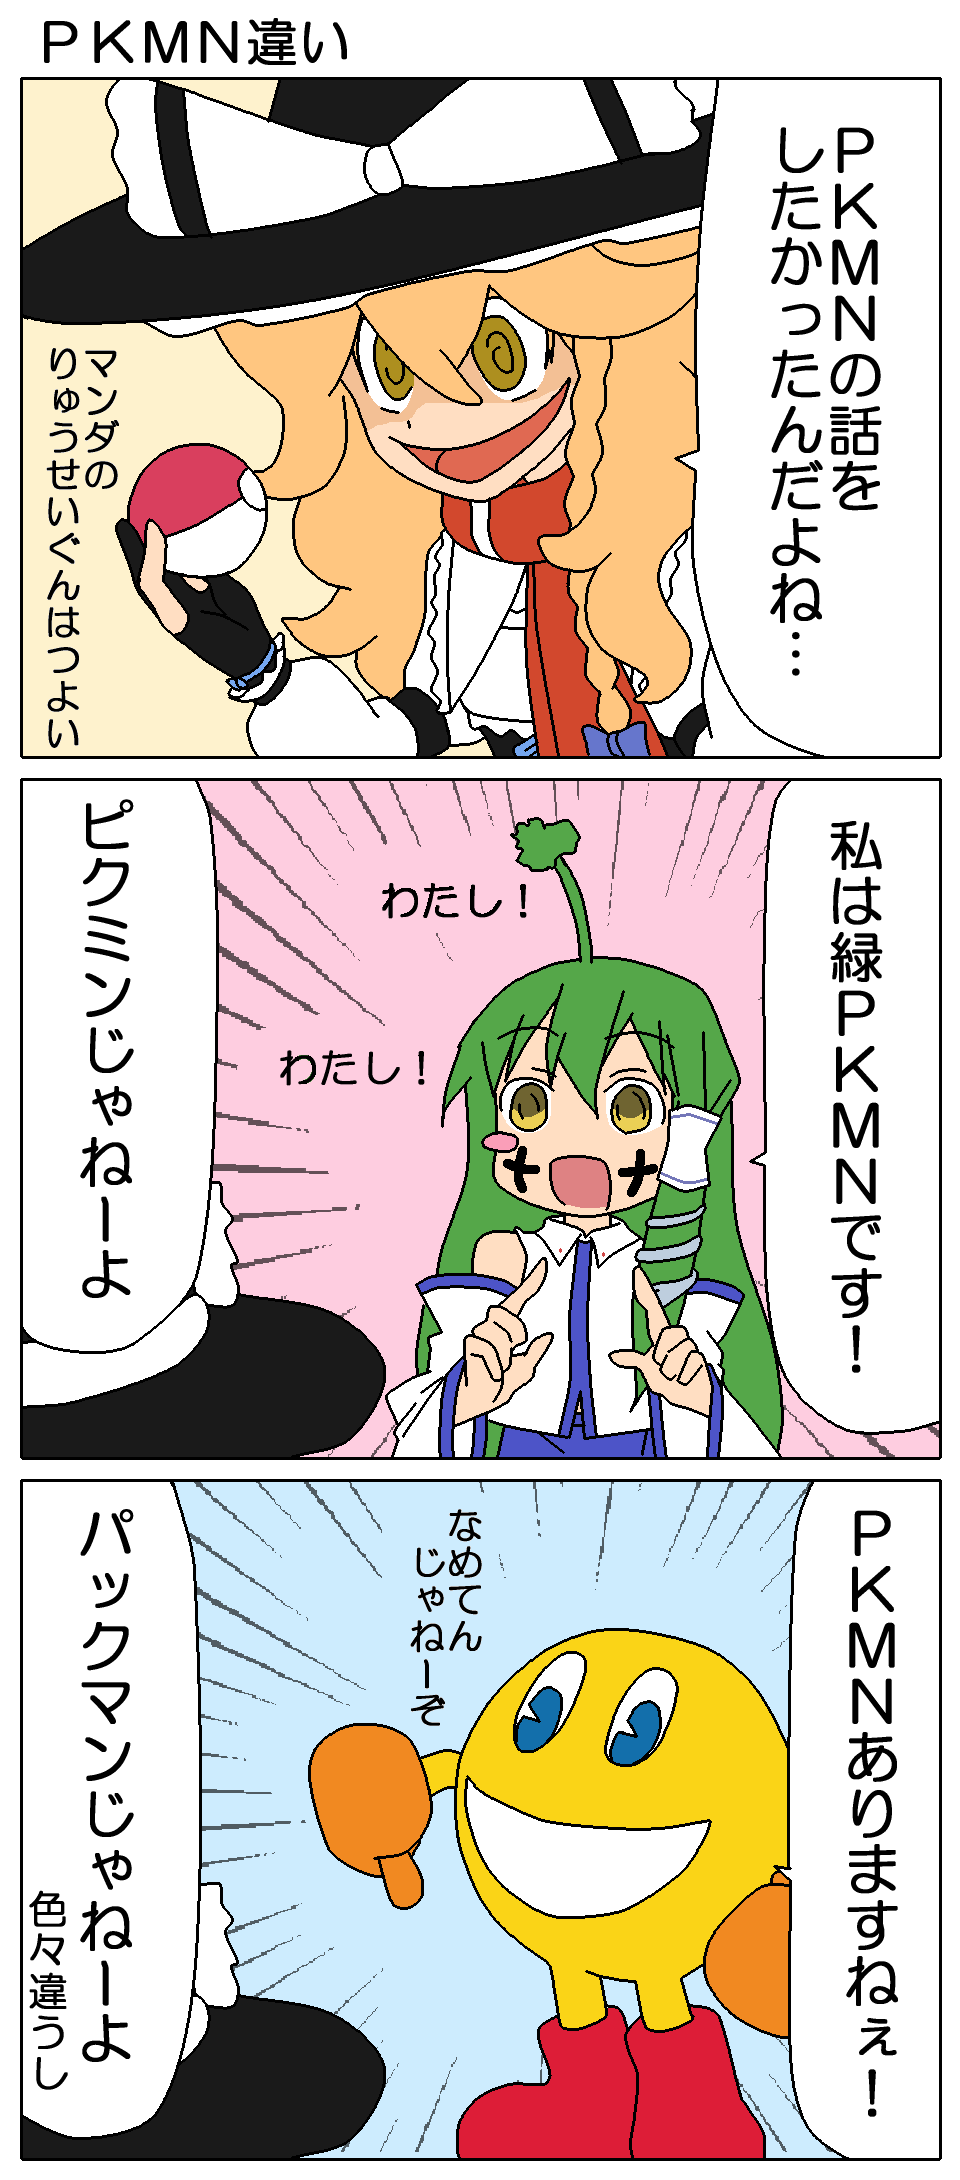 ＰＫＭＮ違い
ＰＫＭＮの話を
したかったんだよね…
マンダの
りゅうせいぐんはつよい
私は緑ＰＫＭＮです！
わたし！
わたし！
ピクミンじゃねーよ
ＰＫＭＮありますねぇ！
なめてん
じゃねーぞ
パックマンじゃねーよ
色々違うし